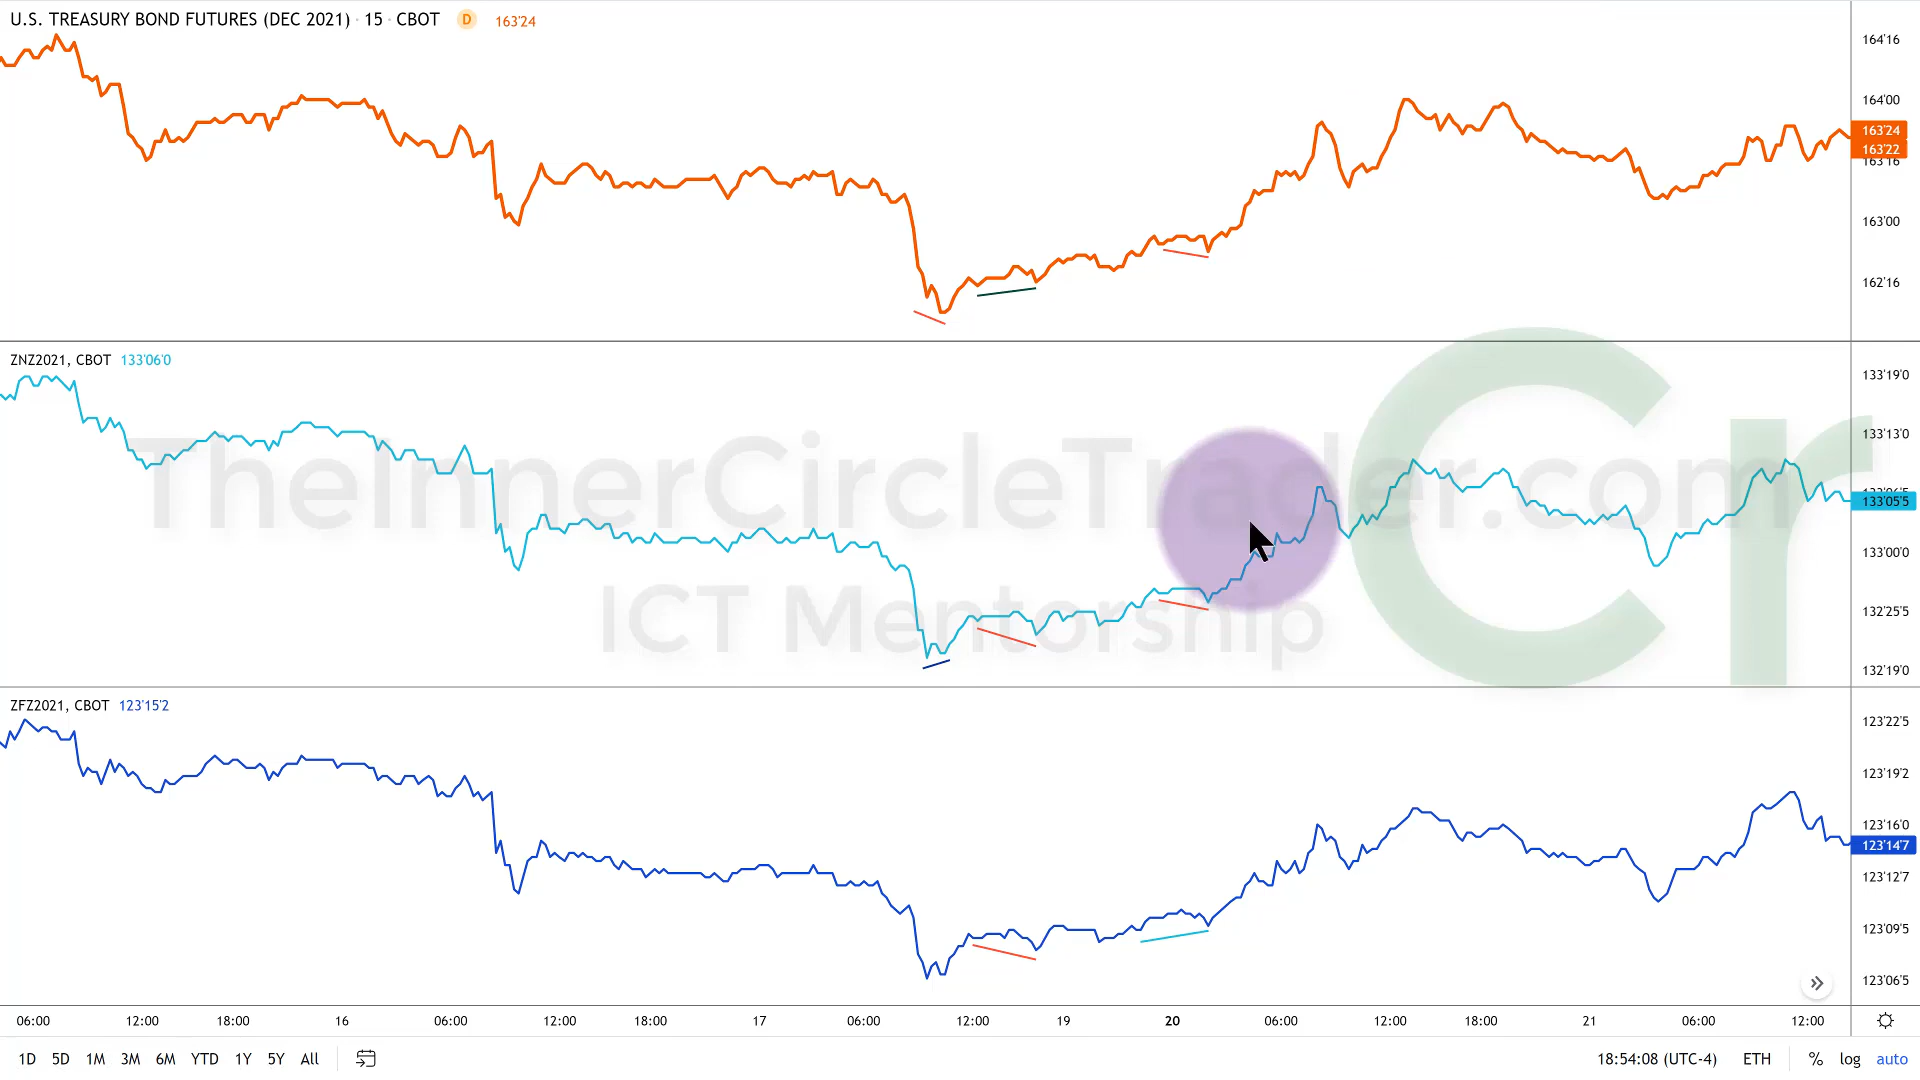 U.S. TREASURY BOND FUTURES (DEC 2021) · 15 · CBOT D 163'24
164'16
164'00
163'24
163'22
163'16
163'00
162'16
ZNZ2021, CBOT 133'06'0
133'19'0
133'13'0
133'05'5
133'00'0
132'25'5
132'19'0
TheInnerCircleTrader.com
ICT Mentorship
Cr
ZFZ2021, CBOT 123'15'2
123'22'5
123'19'2
123'16'0
123'14'7
123'12'7
123'09'5
123'06'5
06:00 12:00 18:00 16 06:00 12:00 18:00 17 06:00 12:00 19 20 06:00 12:00 18:00 21 06:00 12:00
1D 5D 1M 3M 6M YTD 1Y 5Y All 18:54:08 (UTC-4) ETH % log auto